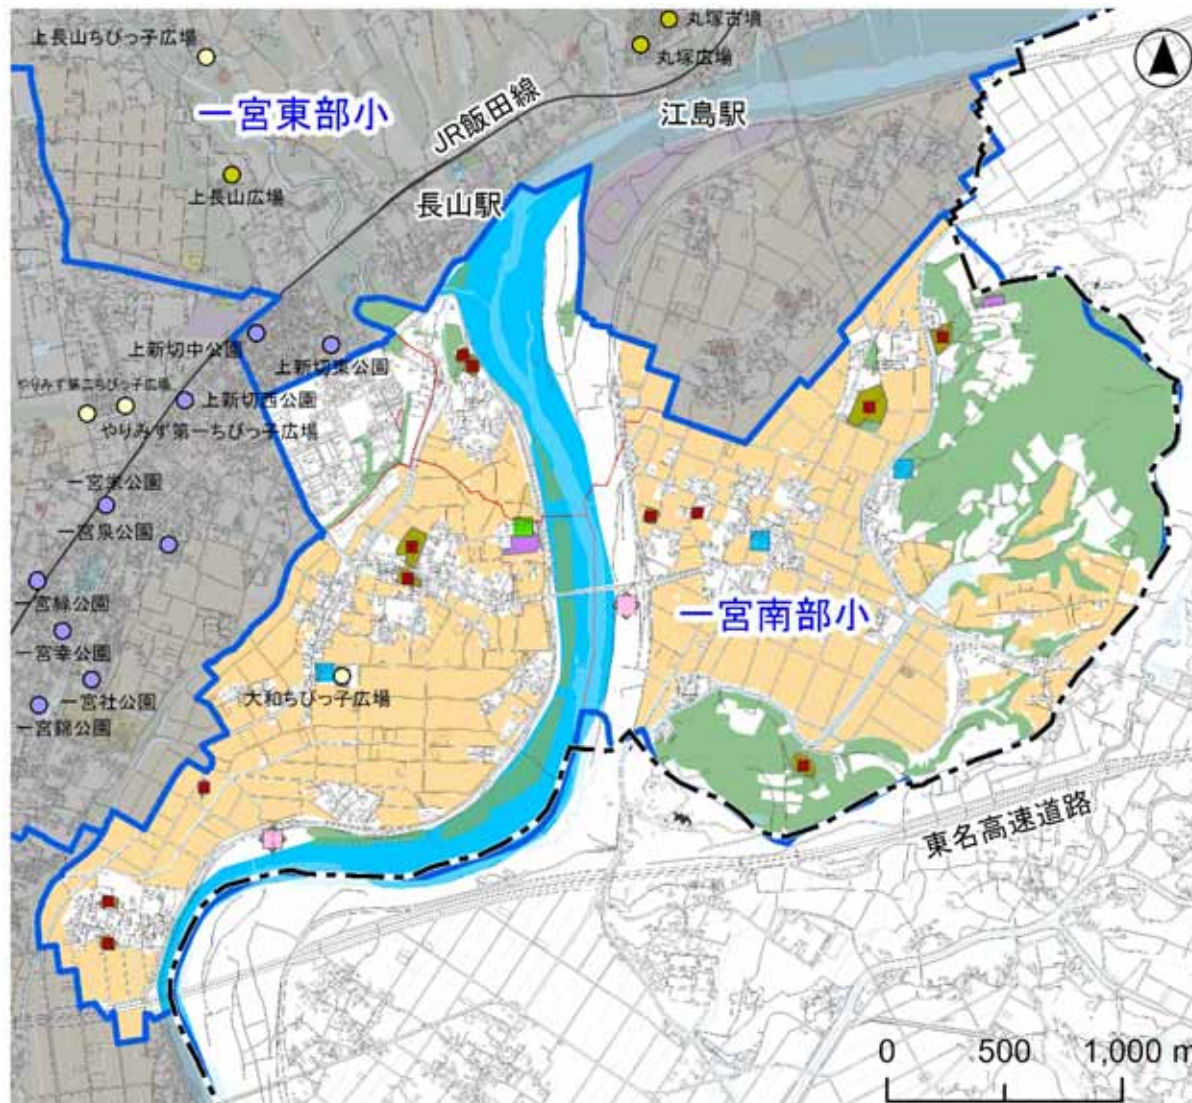 丸塚古墳
上長山ちびっ子広場
丸塚広場
一宮東部小
JR飯田線
江島駅
上長山広場
長山駅
上新切中公園
上新切東公園
やりみず第二ちびっ子広場
上新切西公園
やりみず第一ちびっ子広場
一宮泉公園
一宮緑公園
一宮南部小
一宮幸公園
大和ちびっ子広場
一宮社公園
一宮錦公園
東名高速道路
0 500 1,000 m